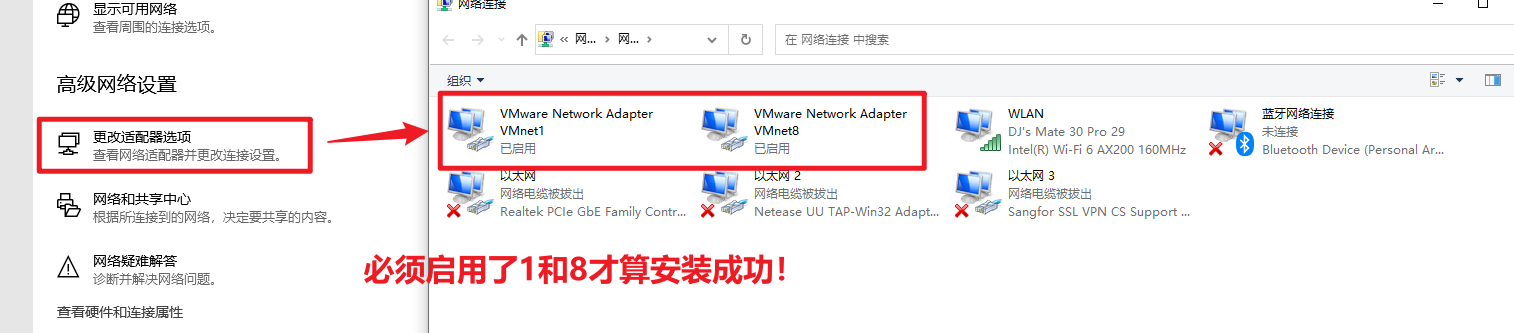 显示可用网络
查看周围的连接选项。
高级网络设置
更改适配器选项
查看网络适配器并更改连接设置。
网络和共享中心
根据所连接到的网络，决定要共享的内容。
网络疑难解答
诊断并解决网络问题。
查看硬件和连接属性
网络连接
« 网... › 网... ›
在 网络连接 中搜索
组织
VMware Network Adapter
VMnet1
已启用
VMware Network Adapter
VMnet8
已启用
WLAN
DJ's Mate 30 Pro 29
Intel(R) Wi-Fi 6 AX200 160MHz
蓝牙网络连接
未连接
Bluetooth Device (Personal Ar...
以太网
网络电缆被拔出
Realtek PCIe GbE Family Contr...
以太网 2
网络电缆被拔出
Netease UU TAP-Win32 Adapt...
以太网 3
网络电缆被拔出
Sangfor SSL VPN CS Support ...
必须启用了1和8才算安装成功！